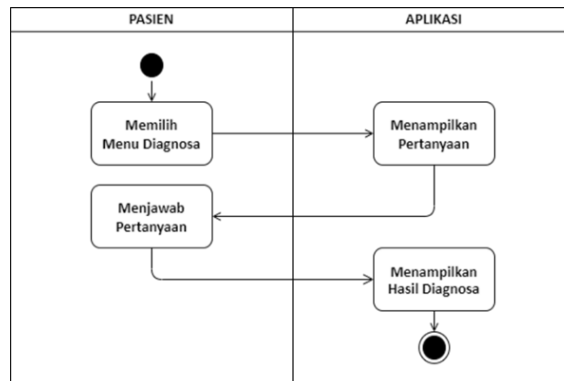 PASIEN
APLIKASI
Memilih
Menu Diagnosa
Menampilkan
Pertanyaan
Menjawab
Pertanyaan
Menampilkan
Hasil Diagnosa